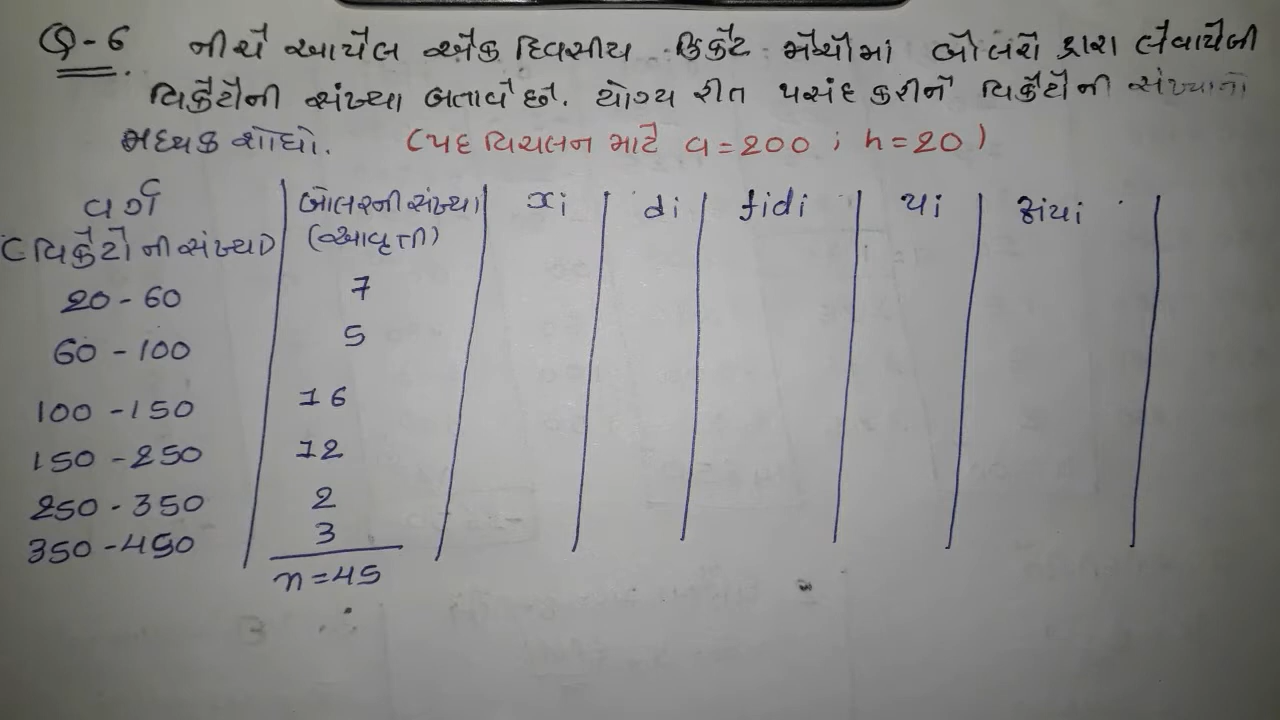 Q-6 નીચે આપેલ એક દિવસીય ક્રિકેટ મેચોમાં બોલરો દ્વારા લેવાયેલી
વિકેટોની સંખ્યા બતાવે છે. યોગ્ય રીત પસંદ કરીને વિકેટોની સંખ્યાનો
મધ્યક શોધો. (પદ વિચલન માટે a=200 ; h=20)
વર્ગ બોલરની સંખ્યા xi di fidi ui fiui
(વિકેટોની સંખ્યા) (આવૃત્તી)
20-60 7
60-100 5
100-150 16
150-250 12
250-350 2
350-450 3
n=45